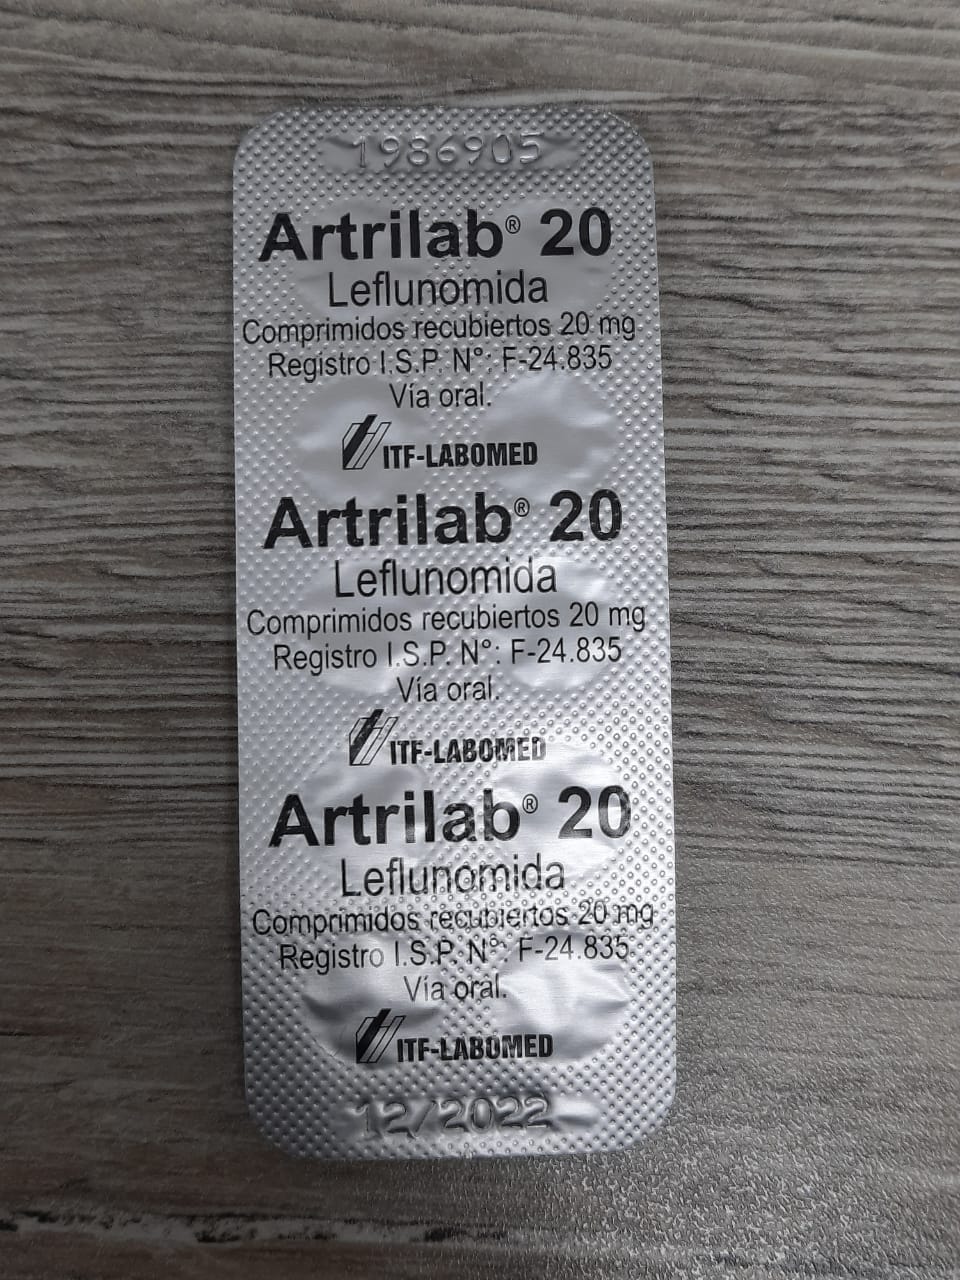 1986905
Artrilab® 20
Leflunomida
Comprimidos recubiertos 20 mg
Registro I.S.P. N°: F-24.835
Vía oral.
ITF-LABOMED
Artrilab® 20
Leflunomida
Comprimidos recubiertos 20 mg
Registro I.S.P. N°: F-24.835
Vía oral.
ITF-LABOMED
Artrilab® 20
Leflunomida
Comprimidos recubiertos 20 mg
Registro I.S.P. N°: F-24.835
Vía oral.
ITF-LABOMED
12/2022